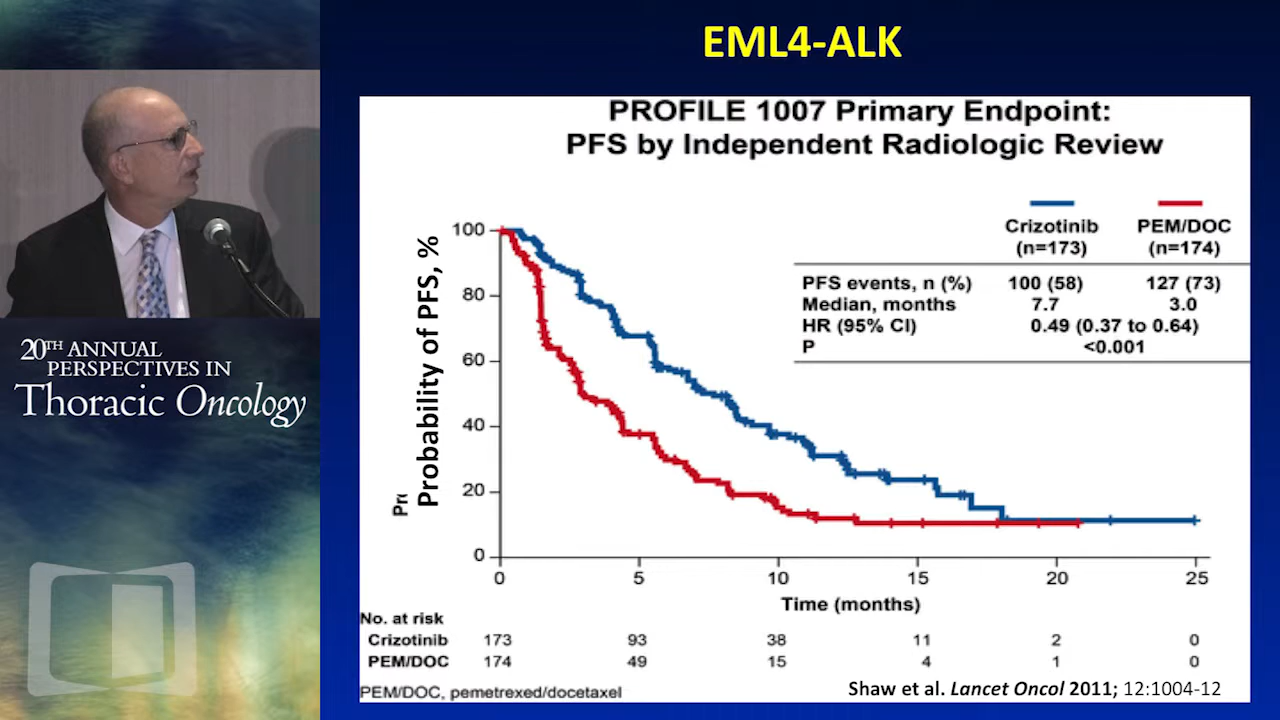 EML4-ALK
PROFILE 1007 Primary Endpoint:
PFS by Independent Radiologic Review
Crizotinib PEM/DOC
(n=173) (n=174)
PFS events, n (%) 100 (58) 127 (73)
Median, months 7.7 3.0
HR (95% CI) 0.49 (0.37 to 0.64)
P <0.001
Probability of PFS, %
100
80
60
40
20
0
0 5 10 15 20 25
Time (months)
No. at risk
Crizotinib 173 93 38 11 2 0
PEM/DOC 174 49 15 4 1 0
PEM/DOC, pemetrexed/docetaxel
Shaw et al. Lancet Oncol 2011; 12:1004-12
20TH ANNUAL
PERSPECTIVES IN
Thoracic Oncology